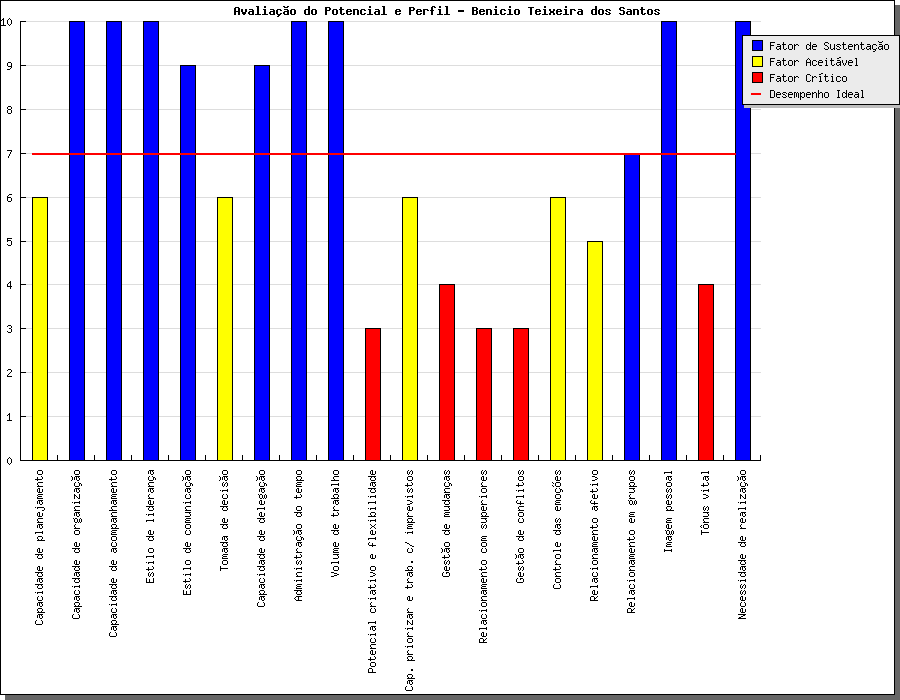 Avaliação do Potencial e Perfil - Benicio Teixeira dos Santos
10
9
8
7
6
5
4
3
2
1
0
Fator de Sustentação
Fator Aceitável
Fator Crítico
Desempenho Ideal
Capacidade de planejamento
Capacidade de organização
Capacidade de acompanhamento
Estilo de liderança
Estilo de comunicação
Tomada de decisão
Capacidade de delegação
Administração do tempo
Volume de trabalho
Potencial criativo e flexibilidade
Cap. priorizar e trab. c/ imprevistos
Gestão de mudanças
Relacionamento com superiores
Gestão de conflitos
Controle das emoções
Relacionamento afetivo
Relacionamento em grupos
Imagem pessoal
Tônus vital
Necessidade de realização